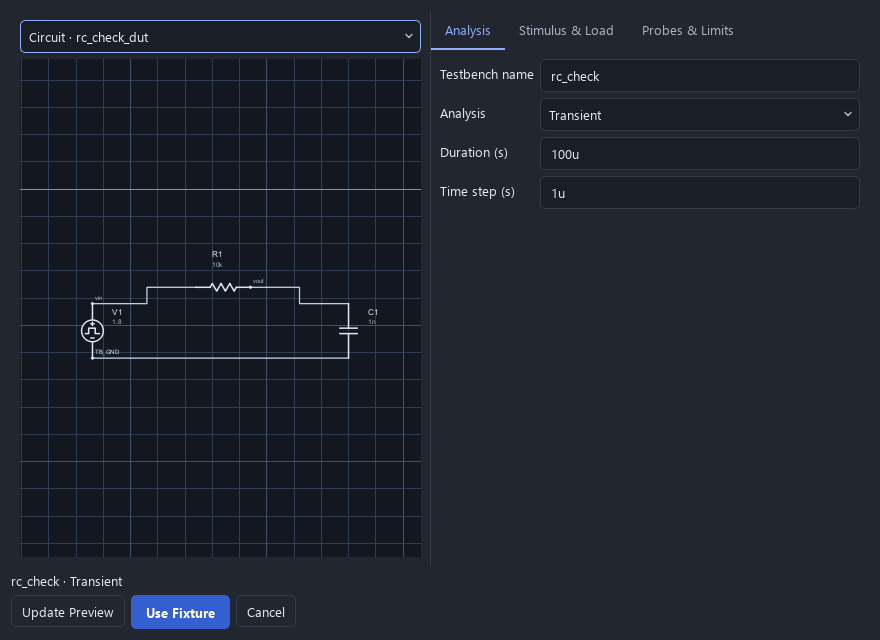 Circuit · rc_check_dut
Analysis
Stimulus & Load
Probes & Limits
Testbench name
rc_check
Analysis
Transient
Duration (s)
100u
Time step (s)
1u
R1
10k
vout
vin
V1
1.8
C1
1n
TB_GND
rc_check · Transient
Update Preview
Use Fixture
Cancel